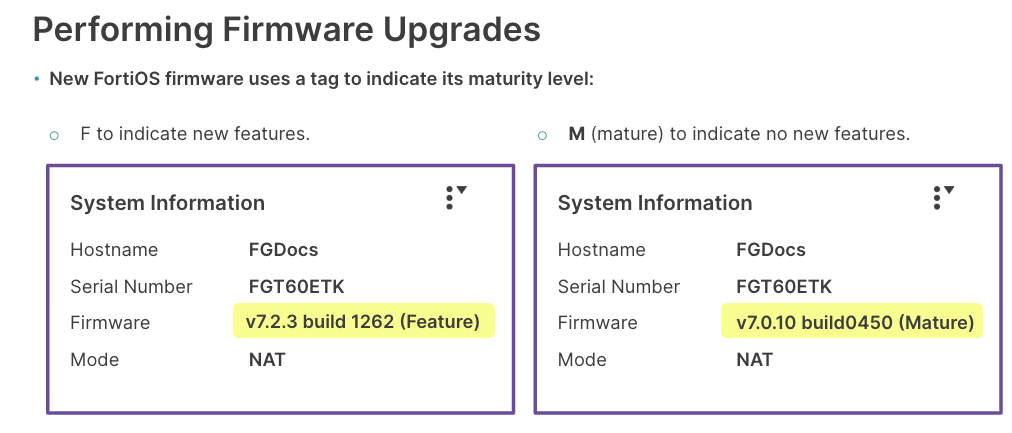 Performing Firmware Upgrades
• New FortiOS firmware uses a tag to indicate its maturity level:
○ F to indicate new features.
○ M (mature) to indicate no new features.
System Information
Hostname FGDocs
Serial Number FGT60ETK
Firmware v7.2.3 build 1262 (Feature)
Mode NAT
System Information
Hostname FGDocs
Serial Number FGT60ETK
Firmware v7.0.10 build0450 (Mature)
Mode NAT